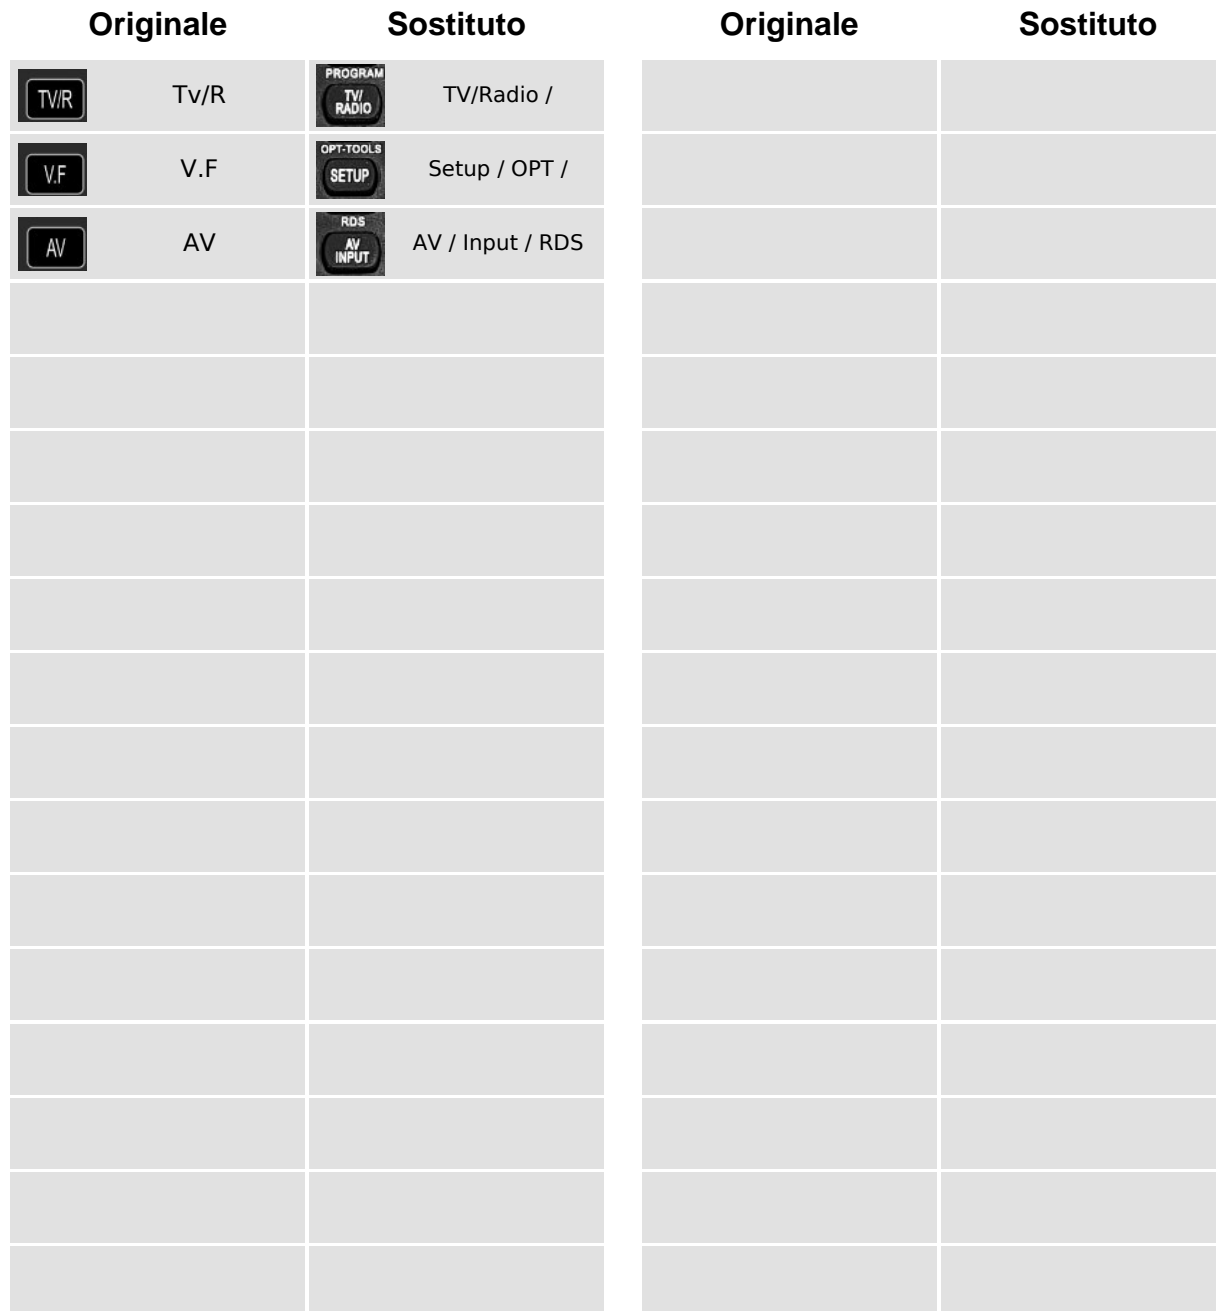 Originale Sostituto Originale Sostituto
TV/R Tv/R PROGRAM TV/ RADIO TV/Radio /
V.F V.F OPT-TOOLS SETUP Setup / OPT /
AV AV RDS AV INPUT AV / Input / RDS